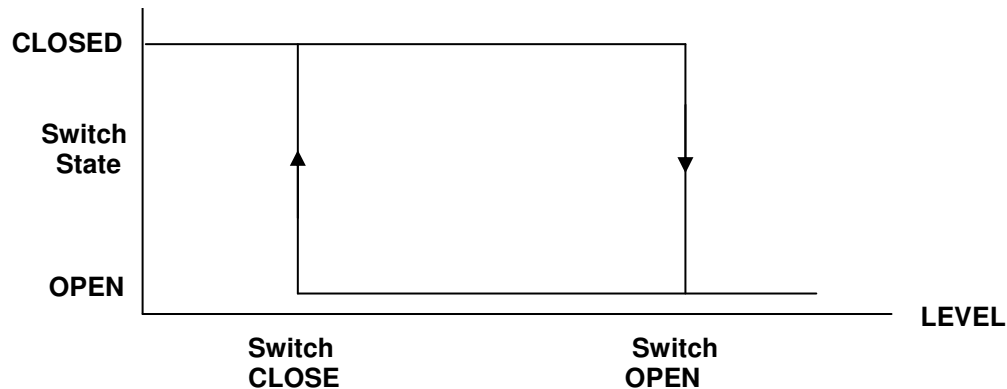 CLOSED
Switch
State
OPEN
LEVEL
Switch
CLOSE
Switch
OPEN